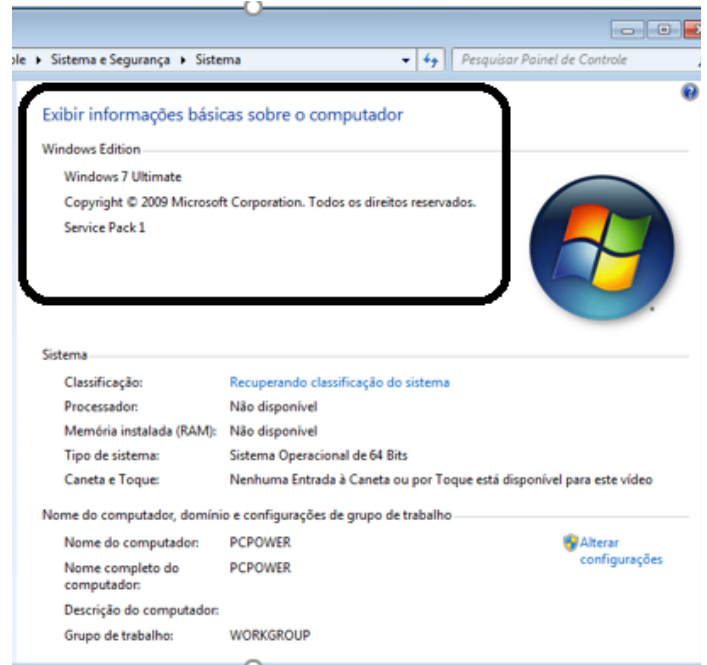 Sistema e Segurança Sistema Pesquisar Painel de Controle
Exibir informações básicas sobre o computador
Windows Edition
Windows 7 Ultimate
Copyright © 2009 Microsoft Corporation. Todos os direitos reservados.
Service Pack 1
Sistema
Classificação: Recuperando classificação do sistema
Processador: Não disponível
Memória instalada (RAM): Não disponível
Tipo de sistema: Sistema Operacional de 64 Bits
Caneta e Toque: Nenhuma Entrada à Caneta ou por Toque está disponível para este vídeo
Nome do computador, domínio e configurações de grupo de trabalho
Nome do computador: PCPOWER Alterar
configurações
Nome completo do PCPOWER
computador:
Descrição do computador:
Grupo de trabalho: WORKGROUP